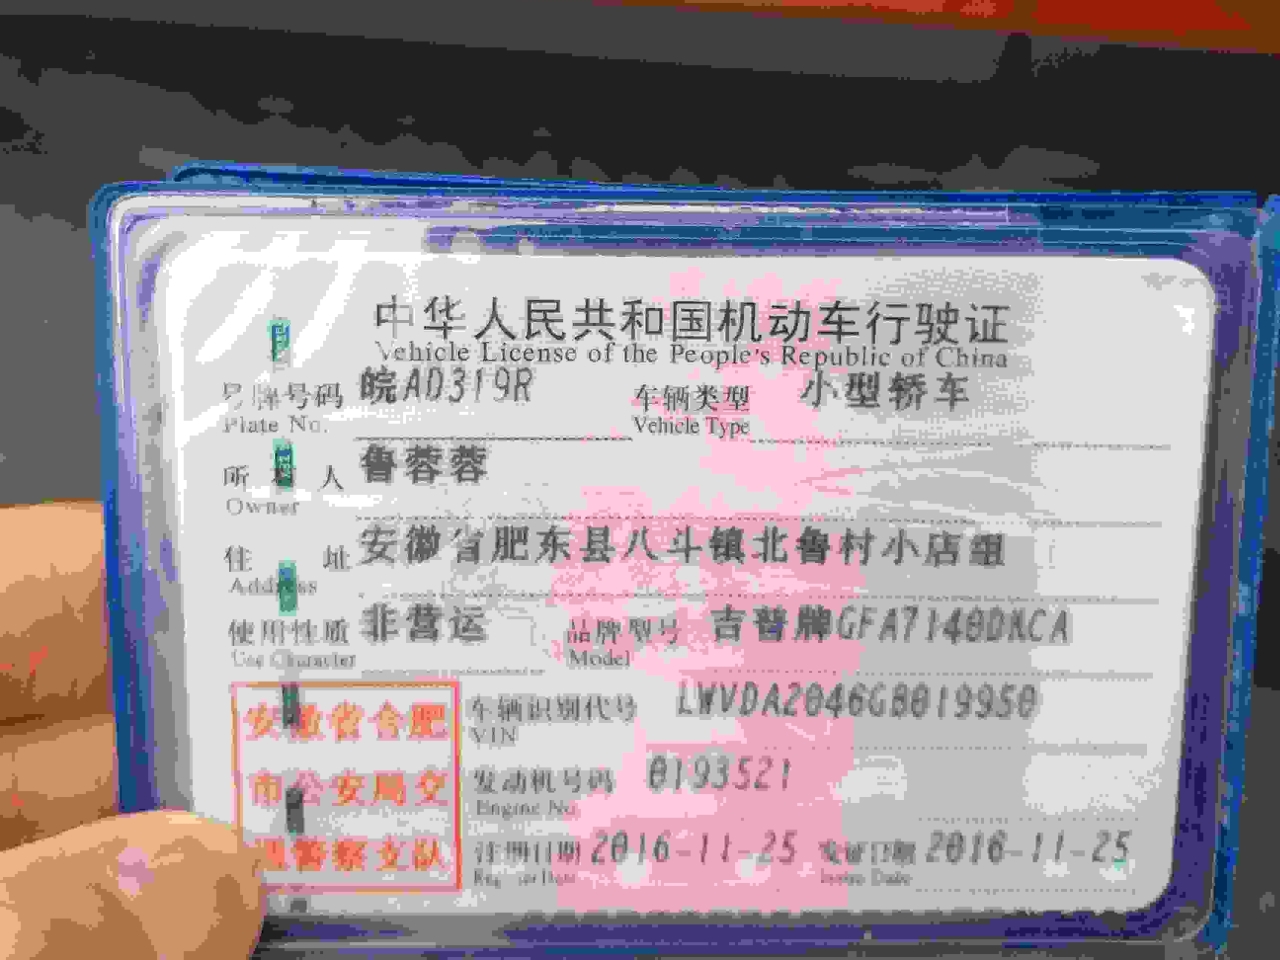 中华人民共和国机动车行驶证
Vehicle License of the People's Republic of China
号牌号码 皖AD319R 车辆类型 小型轿车
Plate No. Vehicle Type
所有人 鲁蓉蓉
Owner
住址 安徽省肥东县八斗镇北鲁村小店组
Address
使用性质 非营运 品牌型号 吉普牌GFA7140DMCA
Use Character Model
安徽省合肥 车辆识别代号 LWVDA2046GB019950
VIN
市公安局交 发动机号码 0193521
Engine No.
通警察支队 注册日期 2016-11-25 发证日期 2016-11-25
Register Date Issue Date